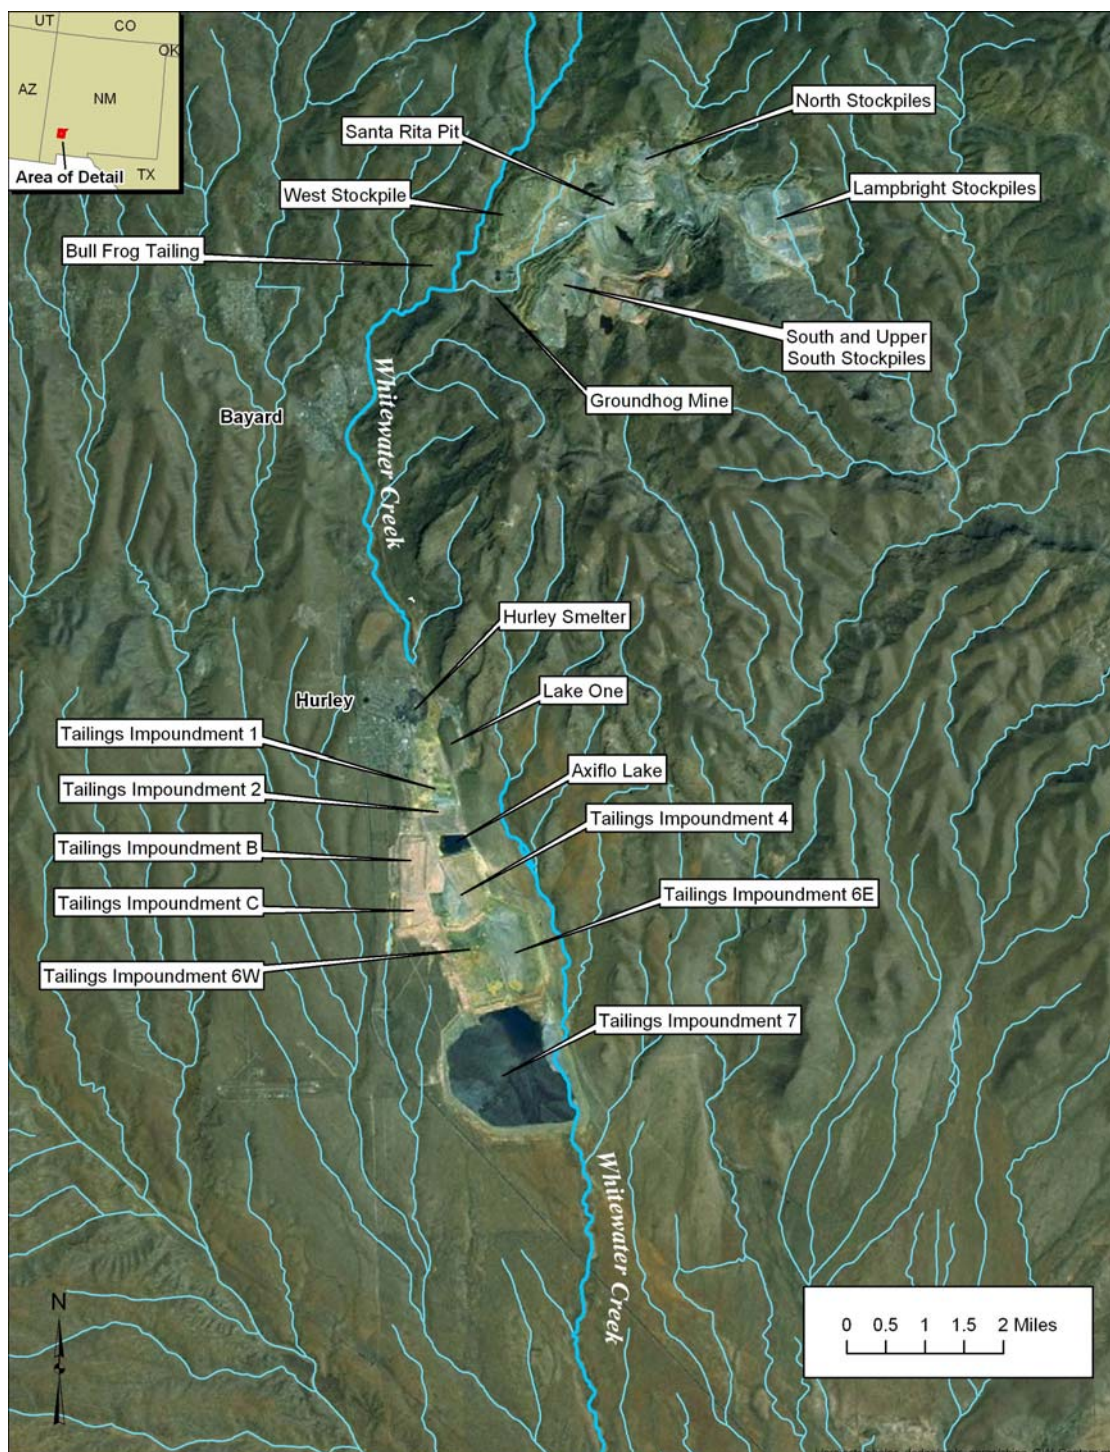 UT
CO
OK
AZ
NM
Area of Detail
TX
North Stockpiles
Santa Rita Pit
Lampbright Stockpiles
West Stockpile
Bull Frog Tailing
South and Upper
South Stockpiles
Groundhog Mine
Whitewater Creek
Bayard
Hurley Smelter
Hurley
Lake One
Tailings Impoundment 1
Axiflo Lake
Tailings Impoundment 2
Tailings Impoundment 4
Tailings Impoundment B
Tailings Impoundment 6E
Tailings Impoundment C
Tailings Impoundment 6W
Tailings Impoundment 7
Whitewater Creek
N
0 0.5 1 1.5 2 Miles